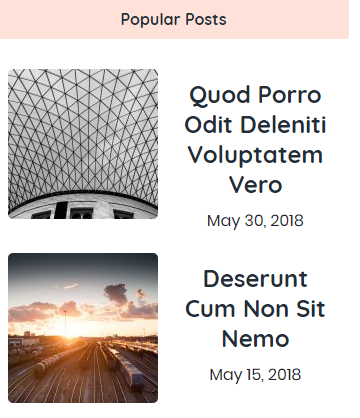 Popular Posts
Quod Porro
Odit Deleniti
Voluptatem
Vero
May 30, 2018
Deserunt
Cum Non Sit
Nemo
May 15, 2018